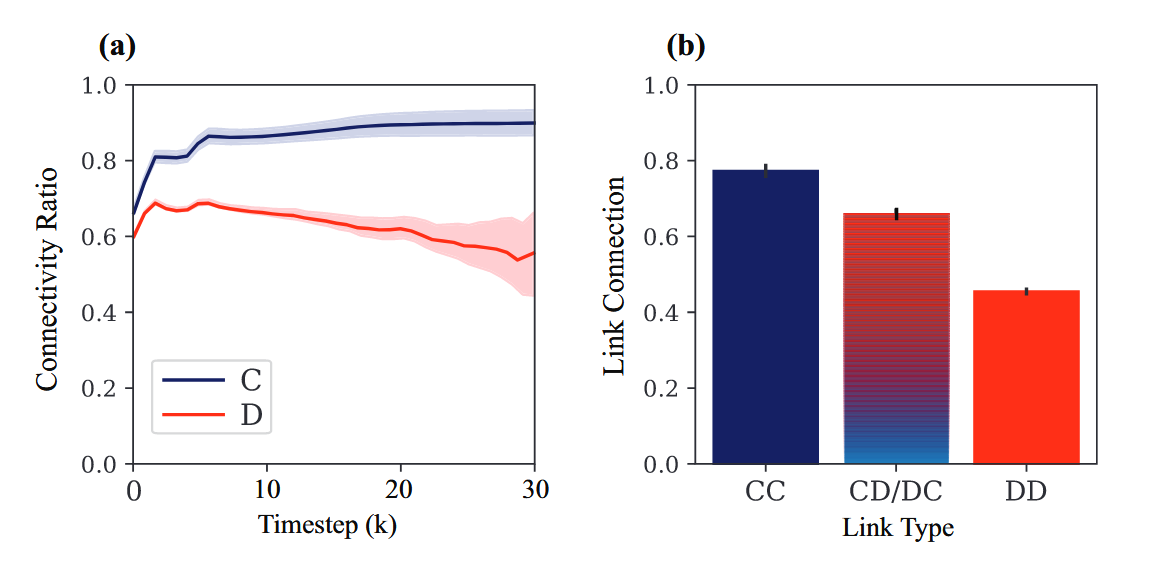 (a)
Connectivity Ratio
1.0
0.8
0.6
0.4
0.2
0.0
C
D
0 10 20 30
Timestep (k)
(b)
Link Connection
1.0
0.8
0.6
0.4
0.2
0.0
CC CD/DC DD
Link Type